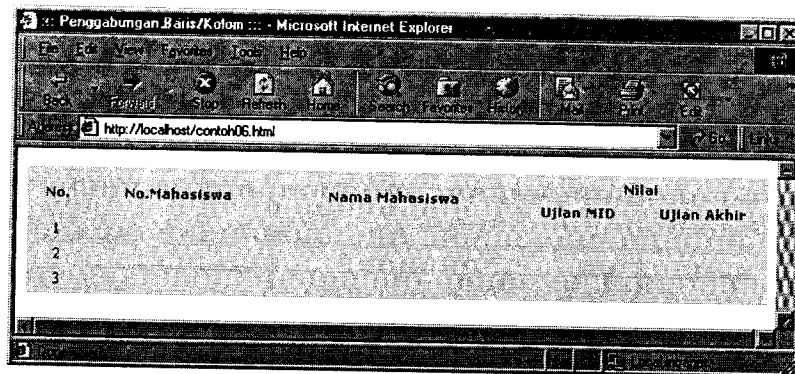 ::: Penggabungan Baris/Kolom ::: - Microsoft Internet Explorer
File Edit View Favorites Tools Help
Back Forward Stop Refresh Home Search Favorites History Mail Print Edit
Address http://localhost/contoh06.html Go Links
No. No.Mahasiswa Nama Mahasiswa Nilai
Ujian MID Ujian Akhir
1
2
3